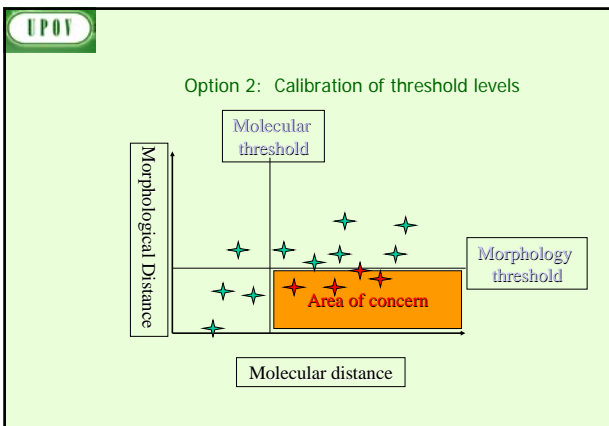 UPOV
Option 2: Calibration of threshold levels
Molecular
threshold
Morphological Distance
Morphology
threshold
Area of concern
Molecular distance